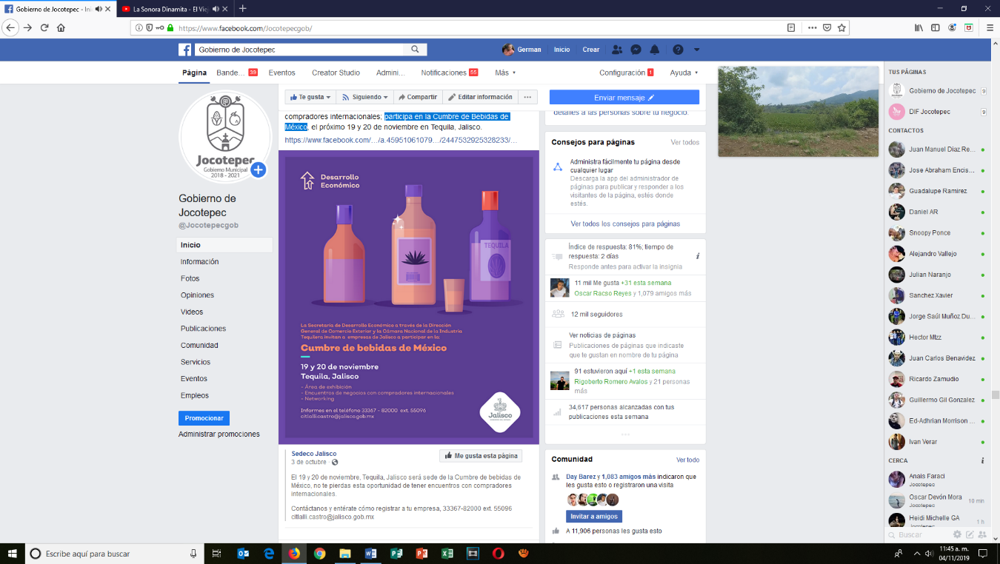 Gobierno de Jocotepec - Ini
La Sonora Dinamita - El Vie
https://www.facebook.com/Jocotepecgob/
Gobierno de Jocotepec
German
Inicio
Crear
Página
Bande... 39
Eventos
Creator Studio
Admini...
Notificaciones 55
Más
Configuración 1
Ayuda
Jocotepec
Gobierno Municipal
2018 - 2021
Gobierno de
Jocotepec
@Jocotepecgob
Inicio
Información
Fotos
Opiniones
Videos
Publicaciones
Comunidad
Servicios
Eventos
Empleos
Promocionar
Administrar promociones
Te gusta
Siguiendo
Compartir
Editar información
...
compradores internacionales; participa en la Cumbre de Bebidas de
México, el próximo 19 y 20 de noviembre en Tequila, Jalisco.
https://www.facebook.com/…/a.45951061079…/2447532925328233/…
Desarrollo
Económico
TEQUILA
La Secretaría de Desarrollo Económico a través de la Dirección
General de Comercio Exterior y la Cámara Nacional de la Industria
Tequilera invitan a empresas de Jalisco a participar en la:
Cumbre de bebidas de México
19 y 20 de noviembre
Tequila, Jalisco
- Área de exhibición
- Encuentros de negocios con compradores internacionales
- Networking
Informes en el teléfono 33367 - 82000 ext. 55096
citlalli.castro@jalisco.gob.mx
Jalisco
Sedeco Jalisco
3 de octubre ·
Me gusta esta página
El 19 y 20 de noviembre, Tequila, Jalisco será sede de la Cumbre de bebidas de
México, no te pierdas esta oportunidad de tener encuentros con compradores
internacionales.
Contáctanos y entérate cómo registrar a tu empresa, 33367-82000 ext. 55096
citlalli.castro@jalisco.gob.mx
Enviar mensaje
detalles a las personas sobre tu negocio.
Consejos para páginas
Ver todos
Administra fácilmente tu página desde
cualquier lugar
Descarga la app del administrador de
páginas para publicar y responder a los
visitantes de la página, estés donde
estés.
Ver todos los consejos para páginas
Índice de respuesta: 81%; tiempo de
respuesta: 2 días
Responde antes para activar la insignia
11 mil Me gusta +31 esta semana
Oscar Racso Reyes y 1,079 amigos más
12 mil seguidores
Ver noticias de páginas
Publicaciones de páginas que indicaste
que te gustan en nombre de tu página
91 estuvieron aquí +1 esta semana
Rigoberto Romero Avalos y 21 personas
más
34,617 personas alcanzadas con tus
publicaciones esta semana
...
Comunidad
Ver todo
Day Barez y 1,083 amigos más indicaron que
les gusta esto o registraron una visita
Invitar a amigos
A 11,906 personas les gusta esto
TUS PÁGINAS
Gobierno de Jocotepec 9
DIF Jocotepec 9
CONTACTOS
Juan Manuel Diaz Re...
Jose Abraham Encis...
Guadalupe Ramirez
Daniel AR
Snoopy Ponce
Alejandro Vallejo
Julian Naranjo
Sanchez Xavier
Jorge Saúl Muñoz Du...
Hector Mtzz
Juan Carlos Benavidez
Ricardo Zamudio
Guillermo Gil Gonzalez
Ed-Adhrian Morrison ...
Ivan Verar
CERCA
Anais Faraci
Jocotepec
Oscar Devón Mora
Jocotepec
10 min
Heidi Michelle GA
Jocotepec
1 h
Buscar
Escribe aquí para buscar
11:45 a. m.
04/11/2019